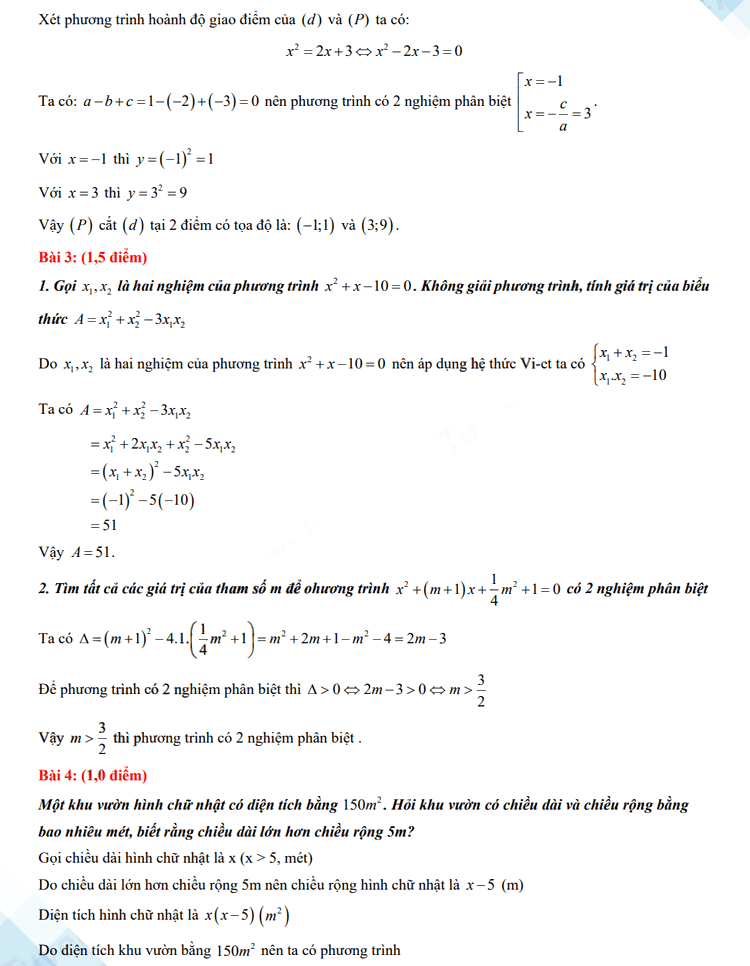 Xét phương trình hoành độ giao điểm của (d) và (P) ta có:
x² = 2x + 3 ⇔ x² − 2x − 3 = 0
Ta có: a − b + c = 1 − (−2) + (−3) = 0 nên phương trình có 2 nghiệm phân biệt [x = −1; x = −c/a = 3.
Với x = −1 thì y = (−1)² = 1
Với x = 3 thì y = 3² = 9
Vậy (P) cắt (d) tại 2 điểm có tọa độ là: (−1;1) và (3;9).
Bài 3: (1,5 điểm)
1. Gọi x₁, x₂ là hai nghiệm của phương trình x² + x − 10 = 0. Không giải phương trình, tính giá trị của biểu
thức A = x₁² + x₂² − 3x₁x₂
Do x₁, x₂ là hai nghiệm của phương trình x² + x − 10 = 0 nên áp dụng hệ thức Vi-ct ta có {x₁ + x₂ = −1; x₁.x₂ = −10
Ta có A = x₁² + x₂² − 3x₁x₂
= x₁² + 2x₁x₂ + x₂² − 5x₁x₂
= (x₁ + x₂)² − 5x₁x₂
= (−1)² − 5(−10)
= 51
Vậy A = 51.
2. Tìm tất cả các giá trị của tham số m để ohương trình x² + (m + 1)x + 1/4 m² + 1 = 0 có 2 nghiệm phân biệt
Ta có Δ = (m + 1)² − 4.1.(1/4 m² + 1) = m² + 2m + 1 − m² − 4 = 2m − 3
Để phương trình có 2 nghiệm phân biệt thì Δ > 0 ⇔ 2m − 3 > 0 ⇔ m > 3/2
Vậy m > 3/2 thì phương trình có 2 nghiệm phân biệt .
Bài 4: (1,0 điểm)
Một khu vườn hình chữ nhật có diện tích bằng 150m². Hỏi khu vườn có chiều dài và chiều rộng bằng
bao nhiêu mét, biết rằng chiều dài lớn hơn chiều rộng 5m?
Gọi chiều dài hình chữ nhật là x (x > 5, mét)
Do chiều dài lớn hơn chiều rộng 5m nên chiều rộng hình chữ nhật là x − 5 (m)
Diện tích hình chữ nhật là x(x − 5) (m²)
Do diện tích khu vườn bằng 150m² nên ta có phương trình